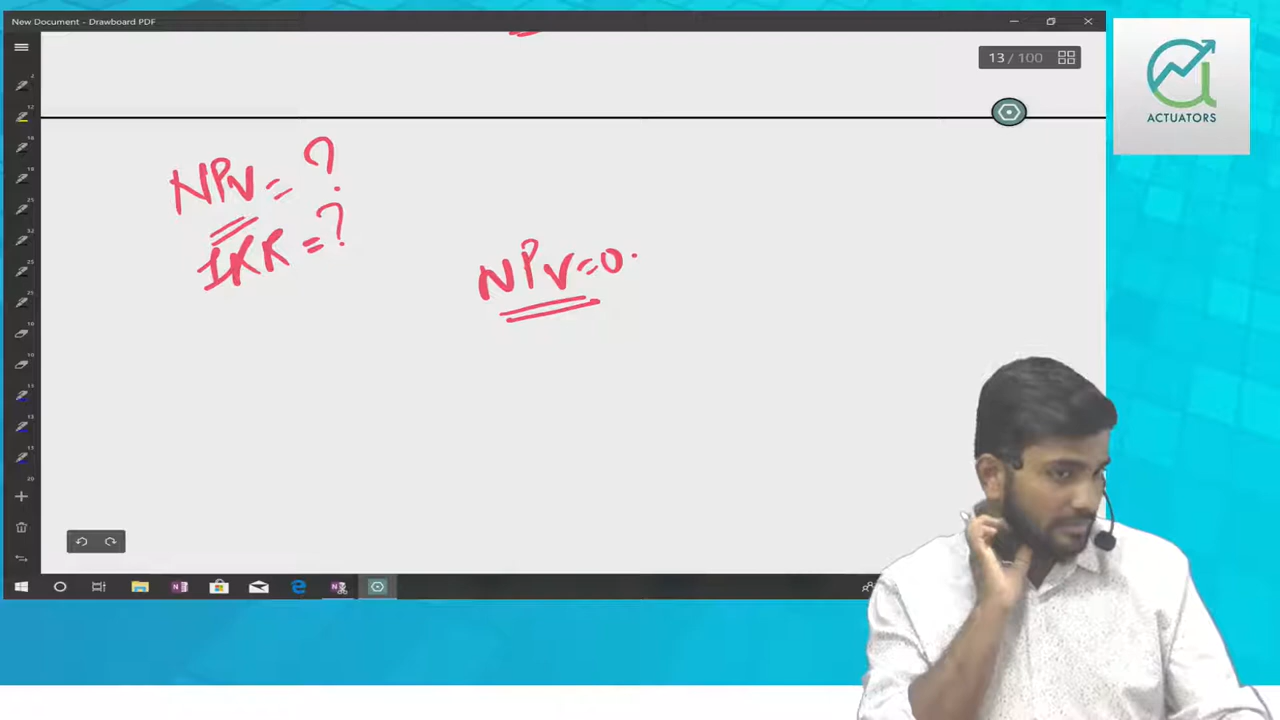 New Document - Drawboard PDF
13 / 100
ACTUATORS
NPV = ?
IRR = ?
NPV = 0.